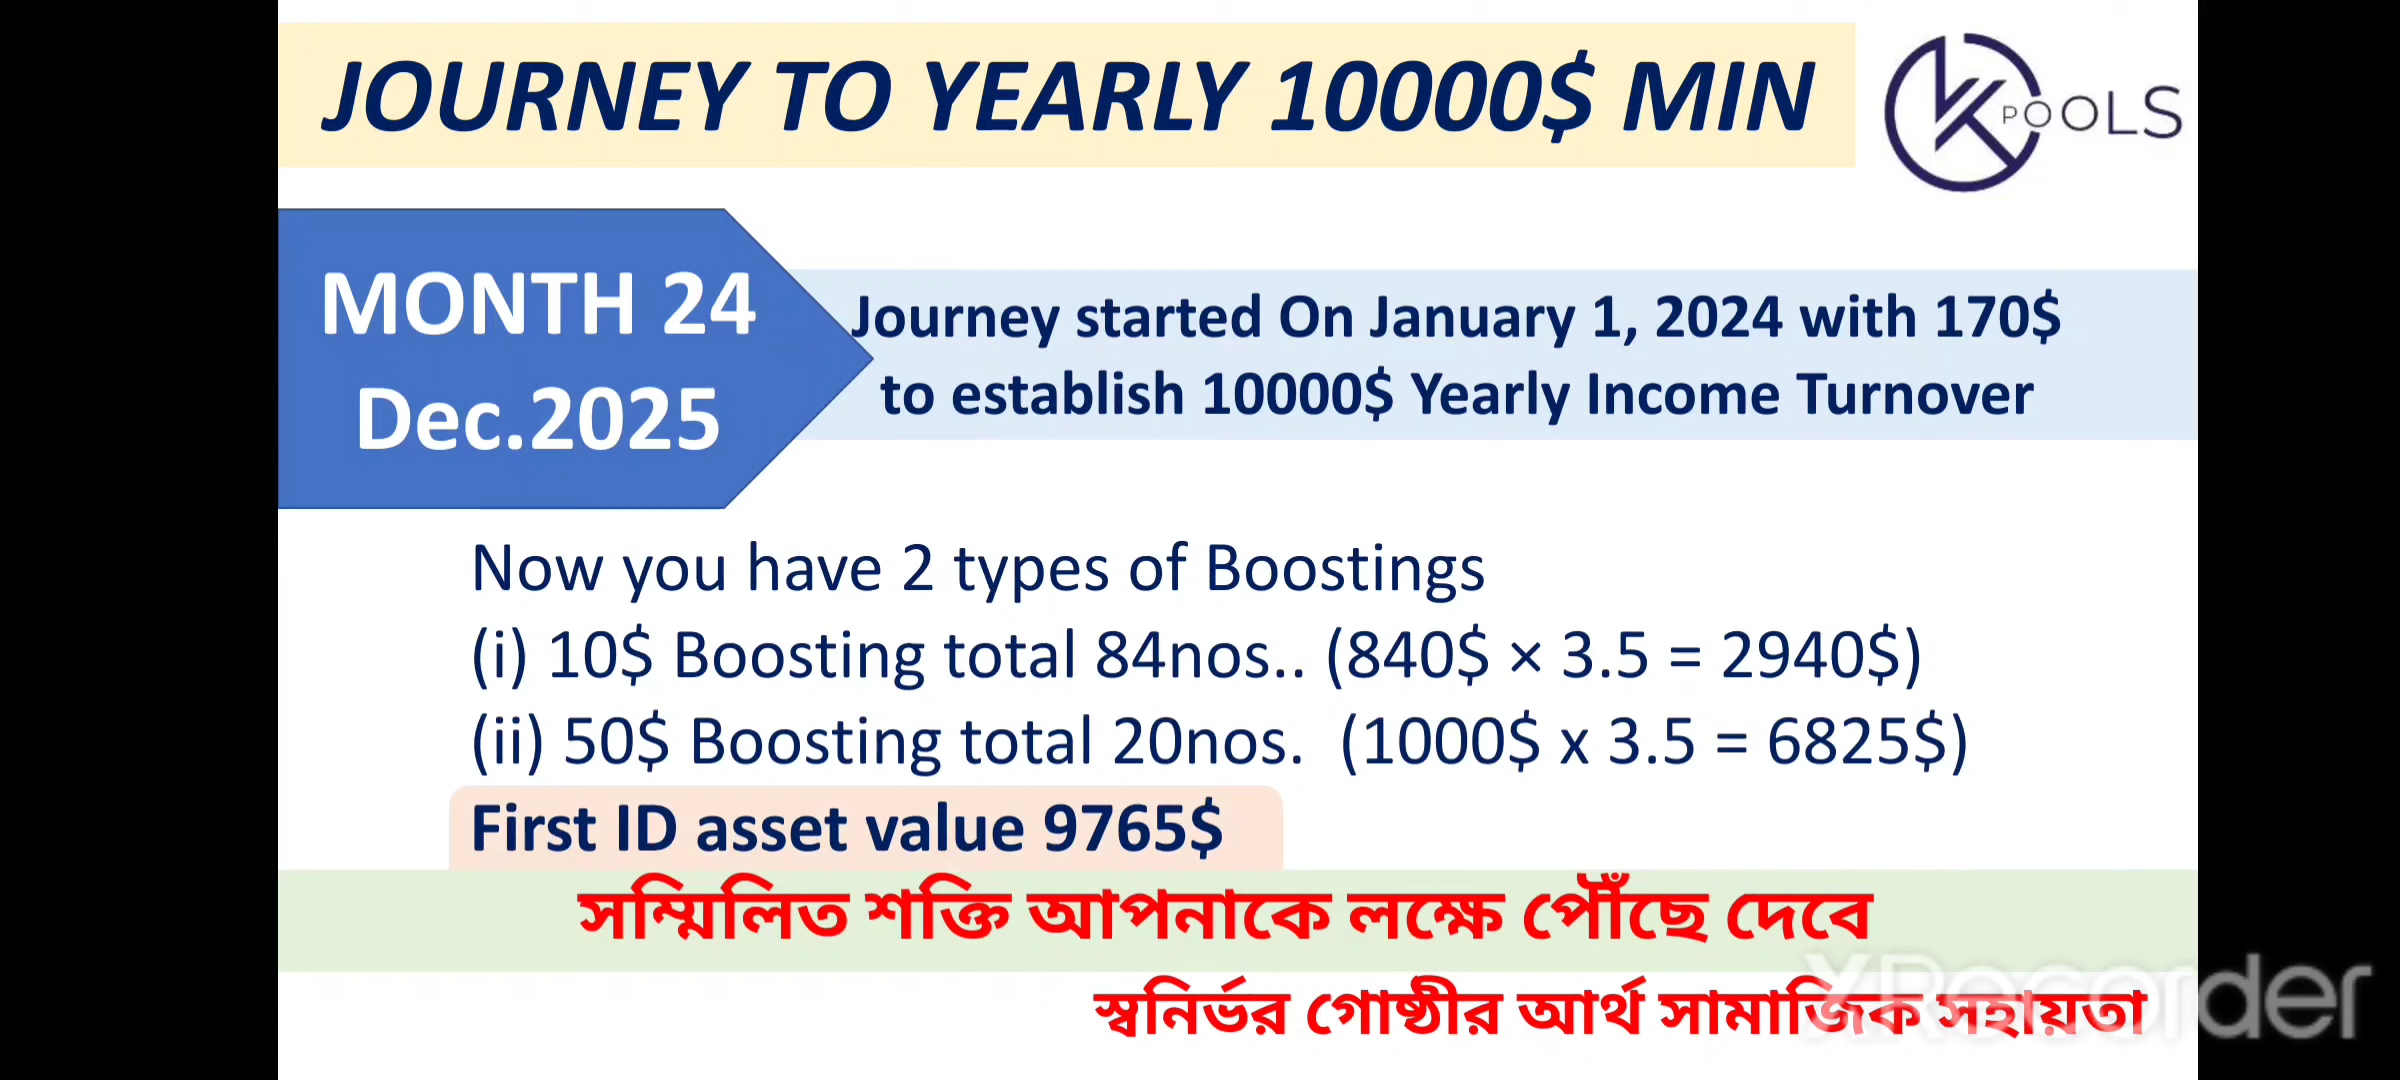 JOURNEY TO YEARLY 10000$ MIN
K POOLS
MONTH 24
Dec.2025
Journey started On January 1, 2024 with 170$
to establish 10000$ Yearly Income Turnover
Now you have 2 types of Boostings
(i) 10$ Boosting total 84nos.. (840$ × 3.5 = 2940$)
(ii) 50$ Boosting total 20nos. (1000$ x 3.5 = 6825$)
First ID asset value 9765$
সম্মিলিত শক্তি আপনাকে লক্ষে পৌঁছে দেবে
স্বনির্ভর গোষ্ঠীর আর্থ সামাজিক সহায়তা
XRecorder